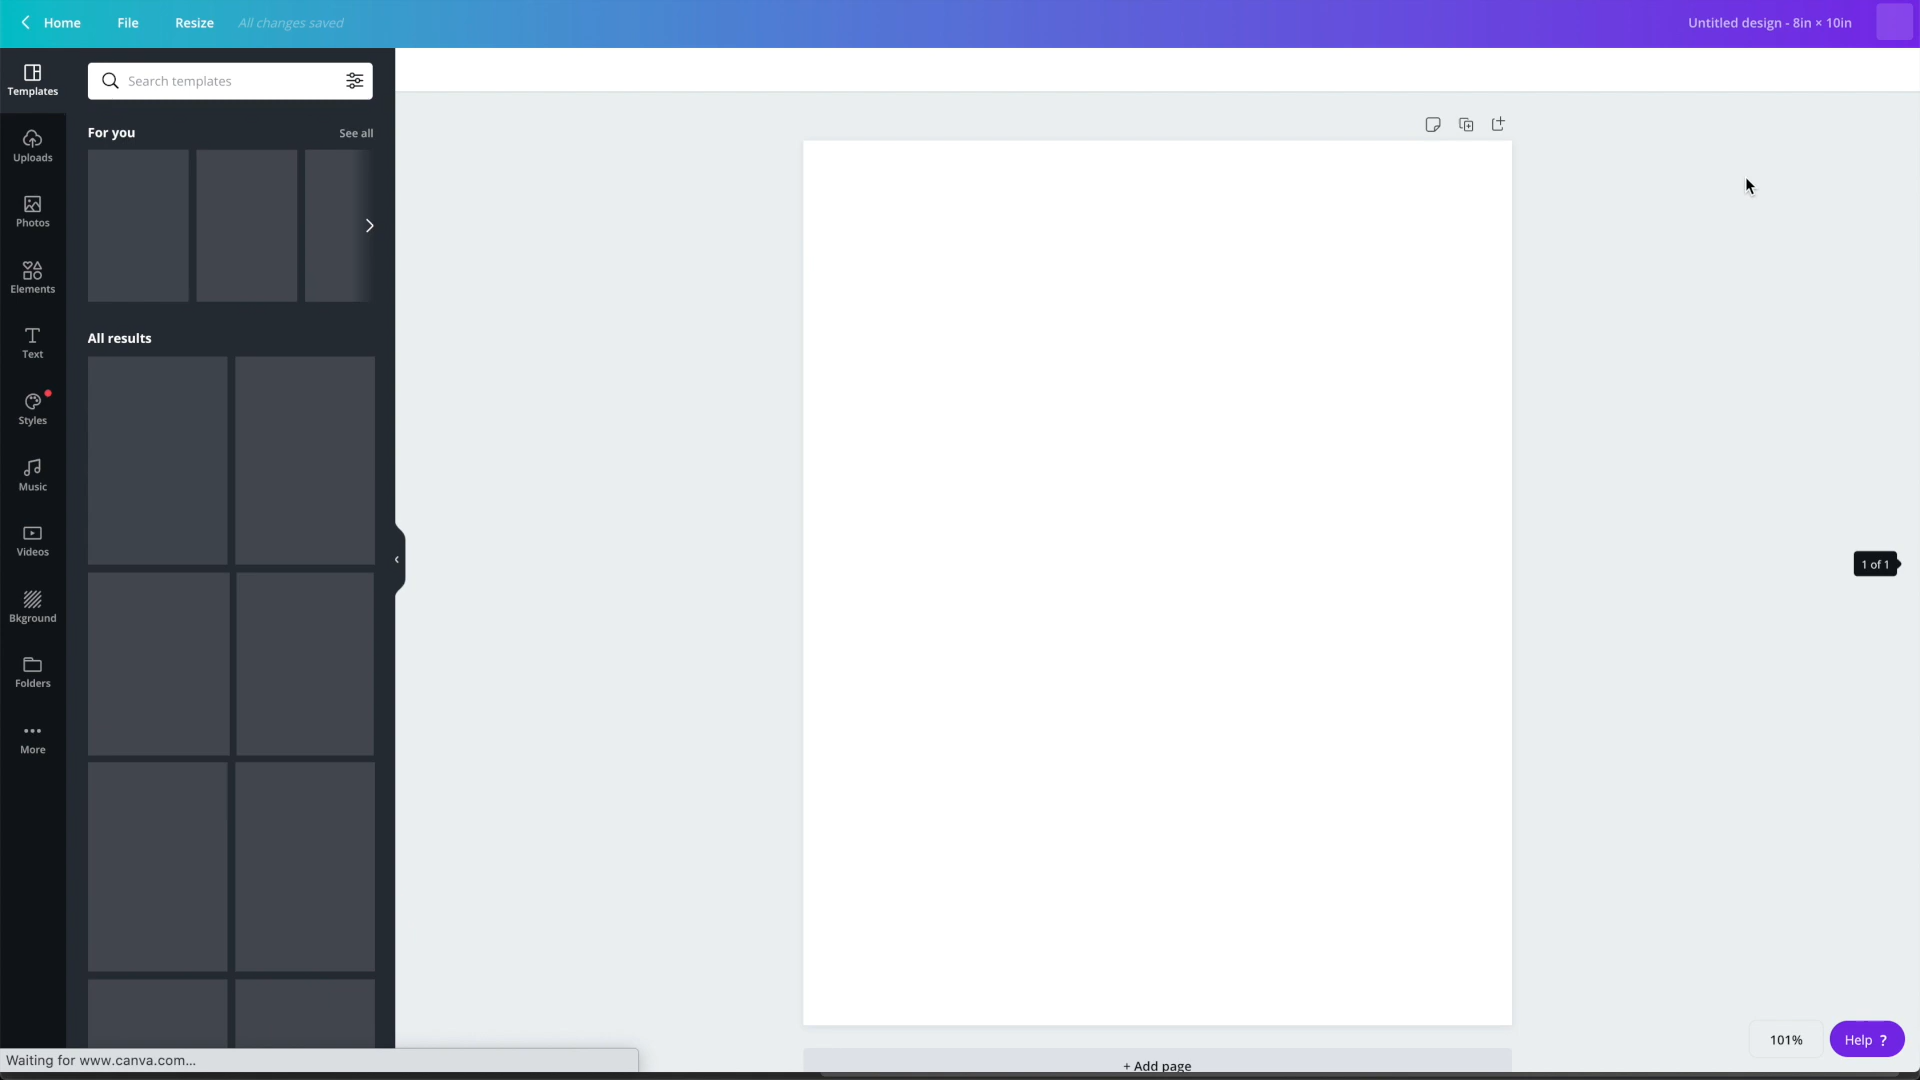 Home
File
Resize
All changes saved
Untitled design - 8in × 10in
Templates
Search templates
For you
See all
Uploads
Photos
Elements
All results
Text
Styles
Music
Videos
1 of 1
Bkground
Folders
More
101%
Help ?
Waiting for www.canva.com...
+ Add page